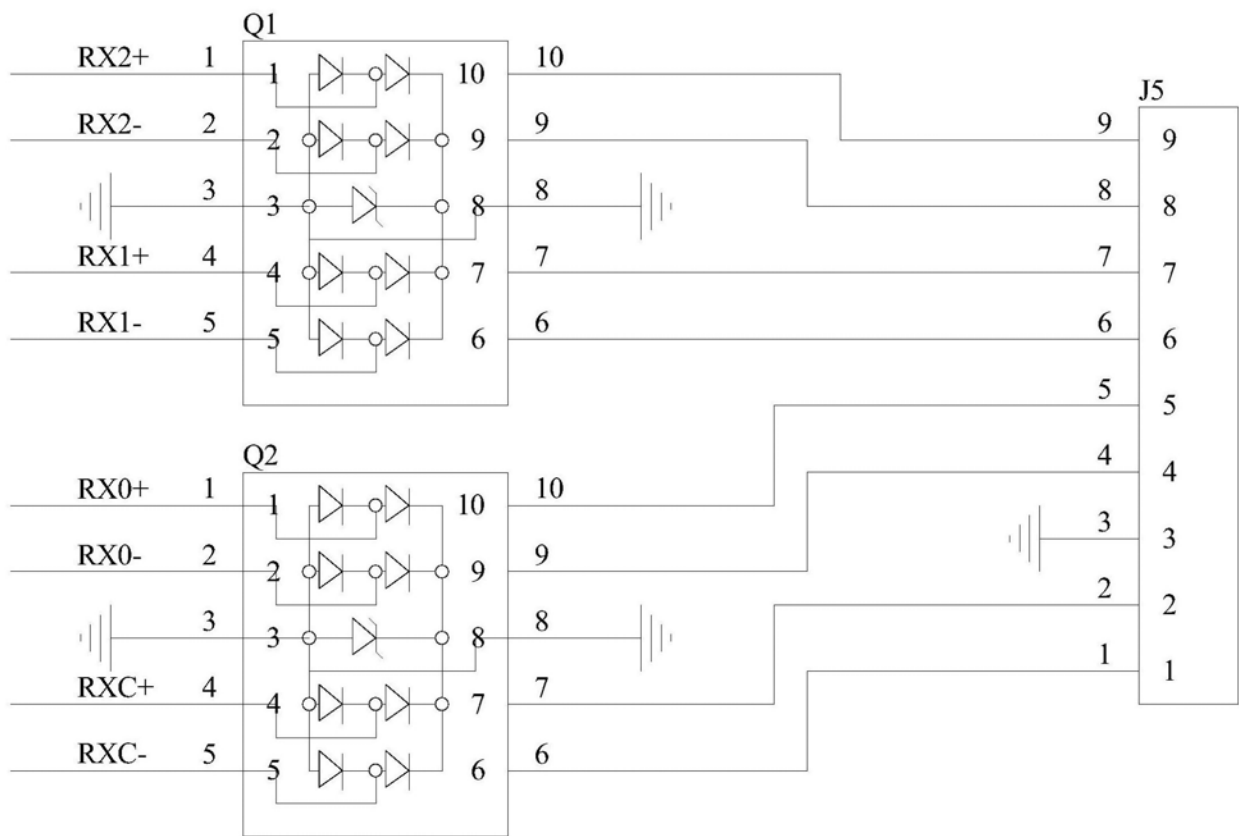 Q1
RX2+ 1 1 10 10
J5
RX2- 2 2 9 9 9 9
3 3 8 8 8 8
RX1+ 4 4 7 7 7 7
RX1- 5 5 6 6 6 6
5 5
Q2
4 4
RX0+ 1 1 10 10
3 3
RX0- 2 2 9 9
2 2
3 3 8 8
1 1
RXC+ 4 4 7 7
RXC- 5 5 6 6